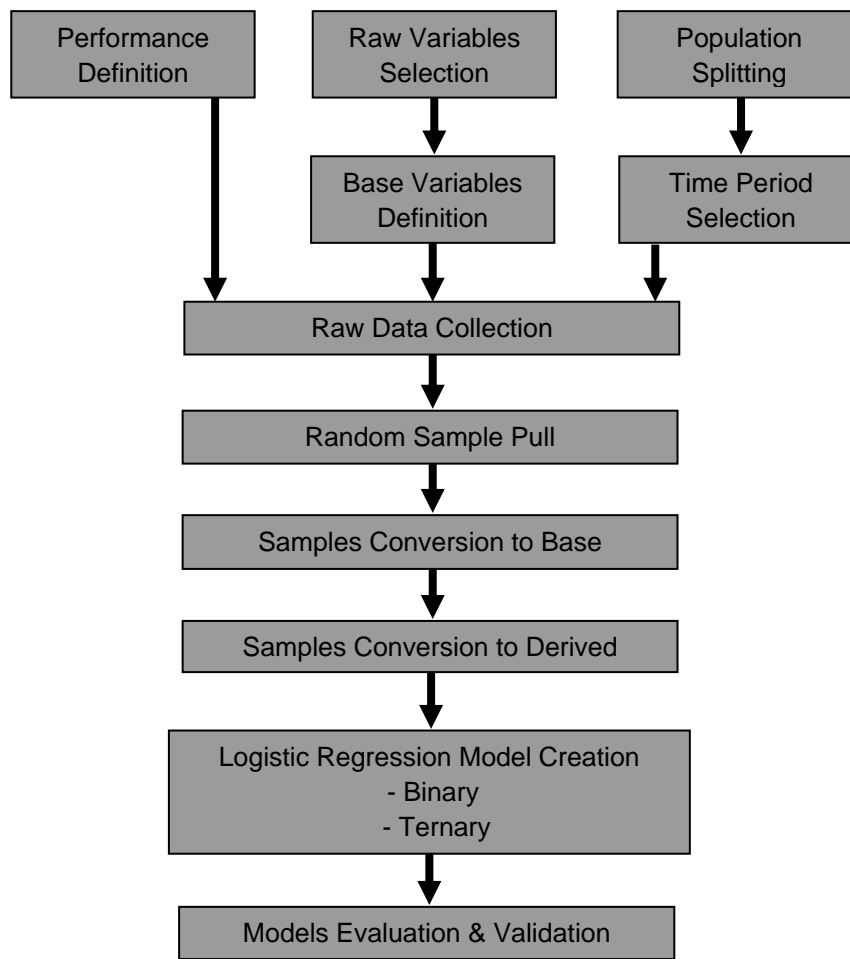 Performance
Definition
Raw Variables
Selection
Population
Splitting
Base Variables
Definition
Time Period
Selection
Raw Data Collection
Random Sample Pull
Samples Conversion to Base
Samples Conversion to Derived
Logistic Regression Model Creation
- Binary
- Ternary
Models Evaluation & Validation